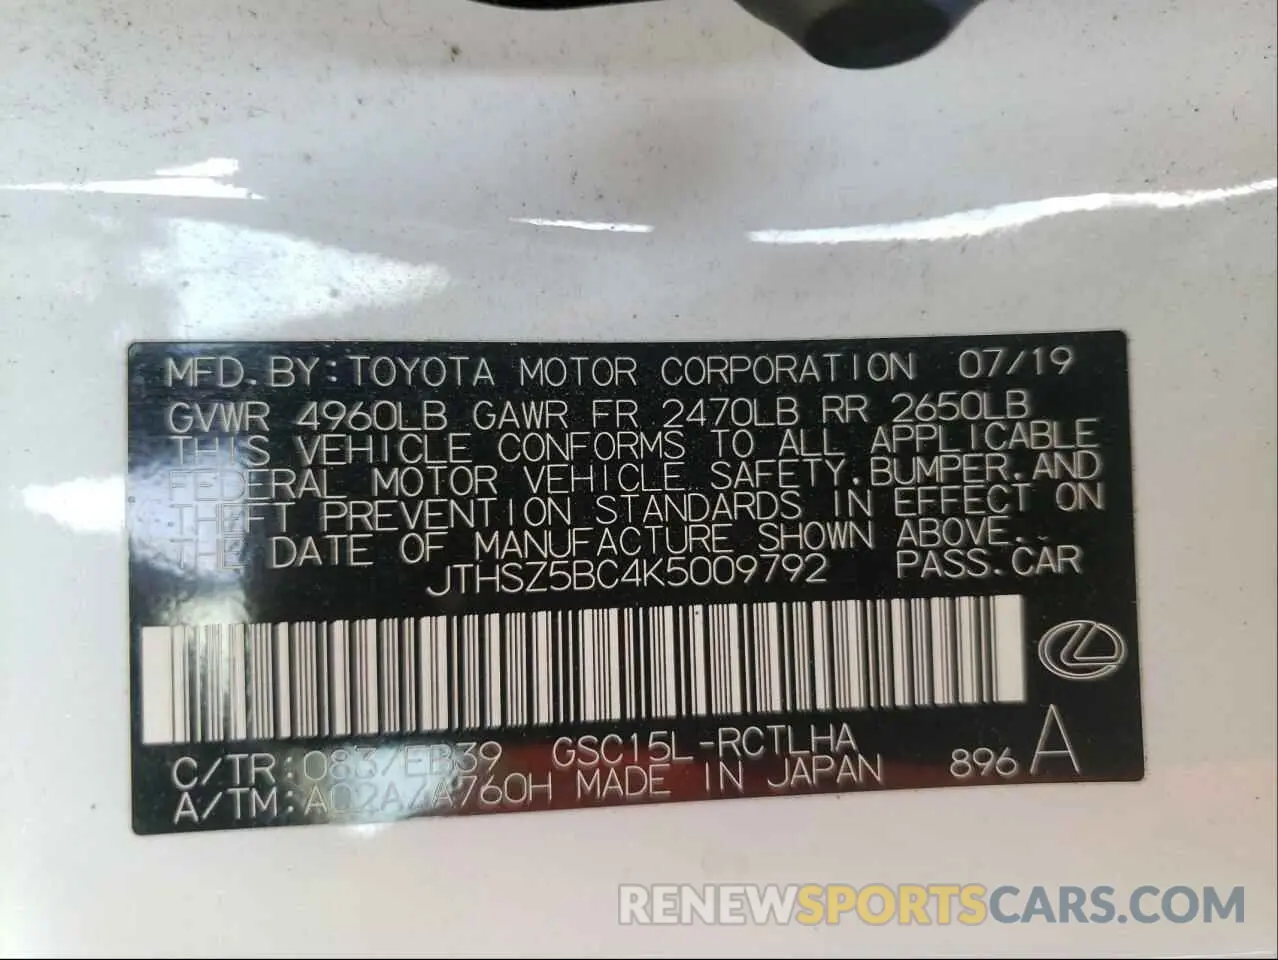 MFD. BY: TOYOTA MOTOR CORPORATION 07/19
GVWR 4960LB GAWR FR 2470LB RR 2650LB
THIS VEHICLE CONFORMS TO ALL APPLICABLE
FEDERAL MOTOR VEHICLE SAFETY, BUMPER, AND
THEFT PREVENTION STANDARDS IN EFFECT ON
THE DATE OF MANUFACTURE SHOWN ABOVE.
JTHSZ5BC4K5009792 PASS. CAR
C/TR: 083/EB39 GSC15L-RCTLHA
A/TM: A02A/A760H MADE IN JAPAN 896 A
RENEWSPORTSCARS.COM